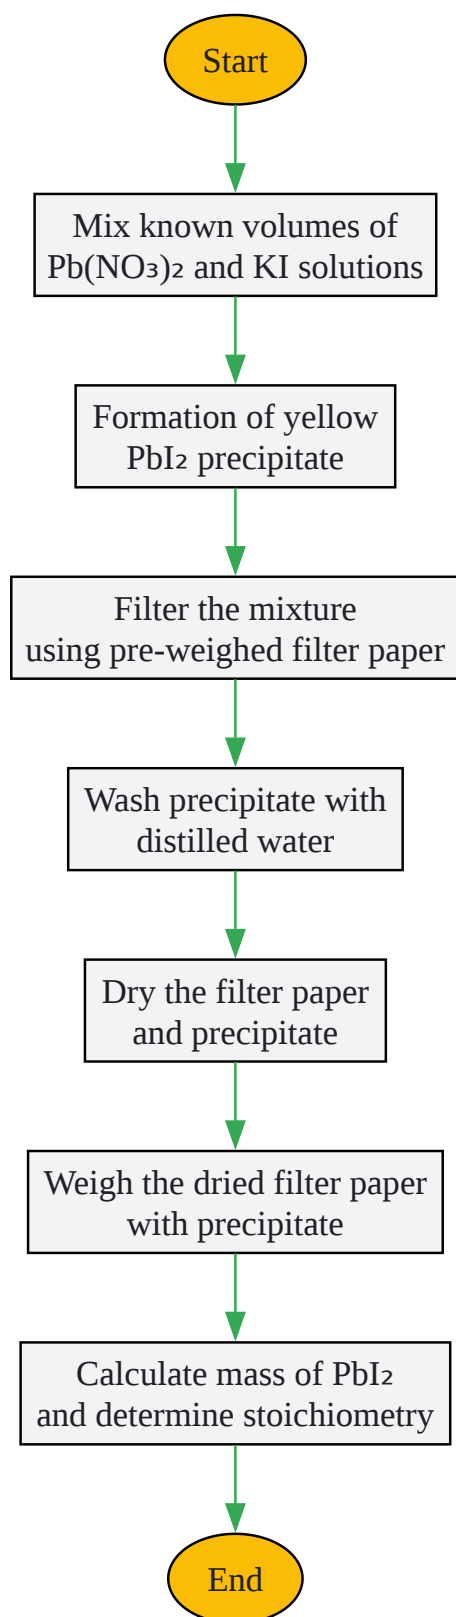 Start
Mix known volumes of
Pb(NO₃)₂ and KI solutions
Formation of yellow
PbI₂ precipitate
Filter the mixture
using pre-weighed filter paper
Wash precipitate with
distilled water
Dry the filter paper
and precipitate
Weigh the dried filter paper
with precipitate
Calculate mass of PbI₂
and determine stoichiometry
End